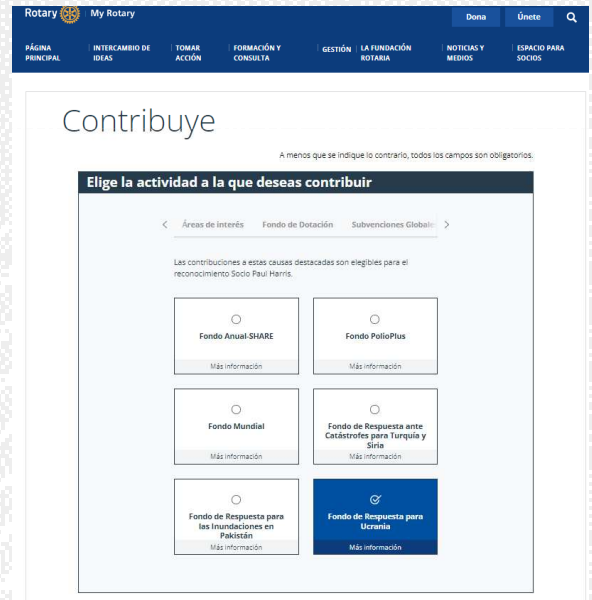 Rotary | My Rotary
Dona
Únete
PÁGINA PRINCIPAL
INTERCAMBIO DE IDEAS
TOMAR ACCIÓN
FORMACIÓN Y CONSULTA
GESTIÓN
LA FUNDACIÓN ROTARIA
NOTICIAS Y MEDIOS
ESPACIO PARA SOCIOS
Contribuye
A menos que se indique lo contrario, todos los campos son obligatorios.
Elige la actividad a la que deseas contribuir
Áreas de interés
Fondo de Dotación
Subvenciones Globales
Las contribuciones a estas causas destacadas son elegibles para el
reconocimiento Socio Paul Harris.
Fondo Anual-SHARE
Más información
Fondo PolioPlus
Más información
Fondo Mundial
Más información
Fondo de Respuesta ante
Catástrofes para Turquía y
Siria
Más información
Fondo de Respuesta para
las Inundaciones en
Pakistán
Más información
Fondo de Respuesta para
Ucrania
Más información